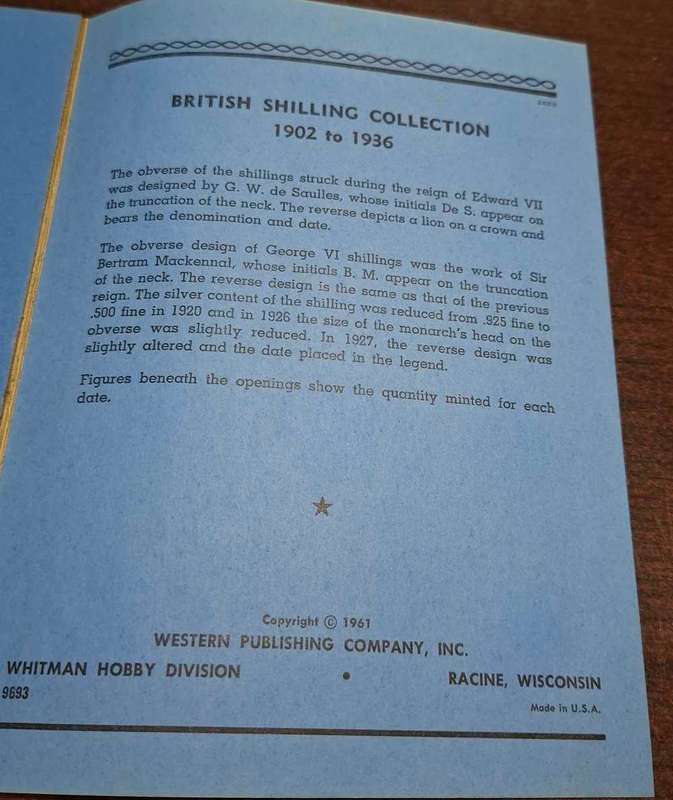 BRITISH SHILLING COLLECTION
1902 to 1936
The obverse of the shillings struck during the reign of Edward VII
was designed by G. W. de Saulles, whose initials De S. appear on
the truncation of the neck. The reverse depicts a lion on a crown and
bears the denomination and date.
The obverse design of George VI shillings was the work of Sir
Bertram Mackennal, whose initials B. M. appear on the truncation
of the neck. The reverse design is the same as that of the previous
reign. The silver content of the shilling was reduced from .925 fine to
.500 fine in 1920 and in 1926 the size of the monarch's head on the
obverse was slightly reduced. In 1927, the reverse design was
slightly altered and the date placed in the legend.
Figures beneath the openings show the quantity minted for each
date.
Copyright © 1961
WESTERN PUBLISHING COMPANY, INC.
WHITMAN HOBBY DIVISION • RACINE, WISCONSIN
9693
Made in U.S.A.